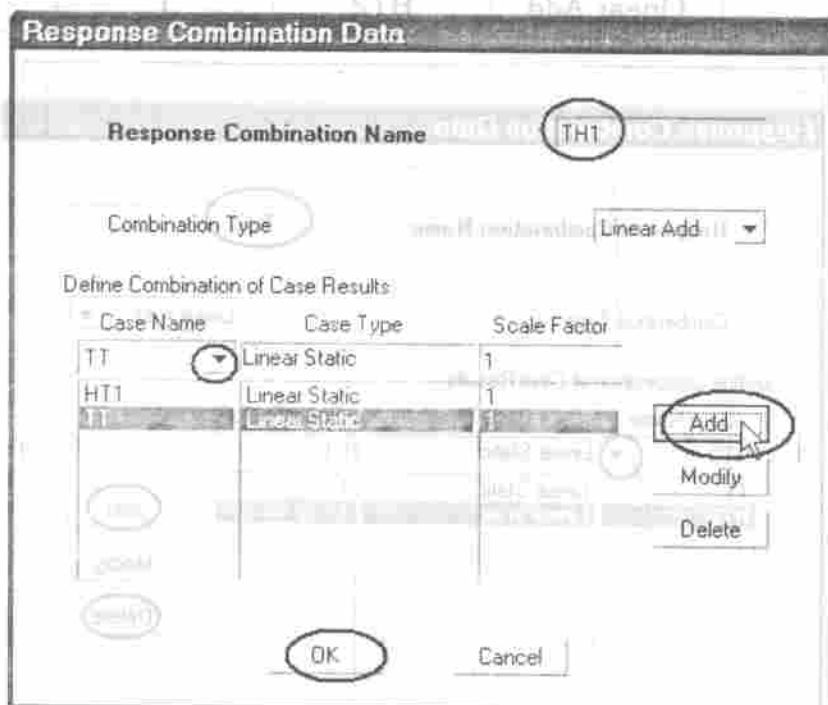 Response Combination Data
Response Combination Name TH1
Combination Type Linear Add
Define Combination of Case Results
Case Name Case Type Scale Factor
TT Linear Static 1
HT1 Linear Static 1
TT Linear Static 1
Add
Modify
Delete
OK Cancel